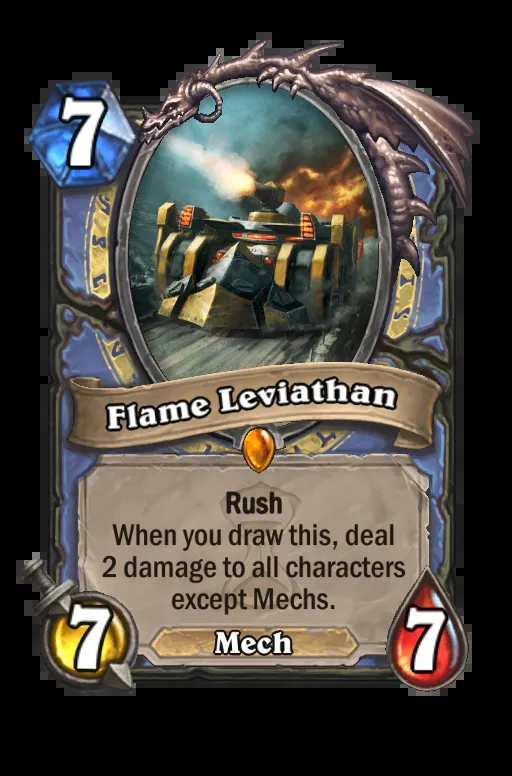 7
Flame Leviathan
Rush
When you draw this, deal
2 damage to all characters
except Mechs.
7
Mech
7